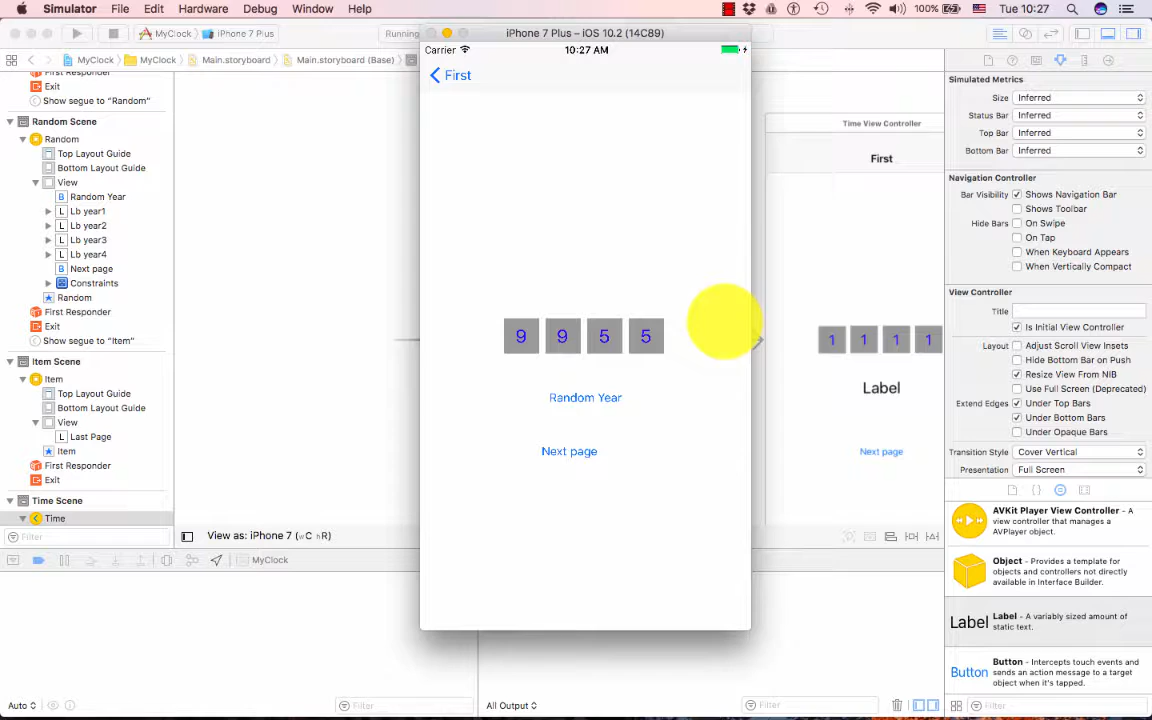 Simulator File Edit Hardware Debug Window Help 100% Tue 10:27
MyClock iPhone 7 Plus Running
MyClock MyClock Main.storyboard Main.storyboard (Base)
First Responder
Exit
Show segue to "Random"
Random Scene
Random
Top Layout Guide
Bottom Layout Guide
View
B Random Year
L Lb year1
L Lb year2
L Lb year3
L Lb year4
B Next page
Constraints
Random
First Responder
Exit
Show segue to "Item"
Item Scene
Item
Top Layout Guide
Bottom Layout Guide
View
L Last Page
Item
First Responder
Exit
Time Scene
Time
Filter
View as: iPhone 7 (wC hR)
MyClock
Auto
Filter
iPhone 7 Plus – iOS 10.2 (14C89)
Carrier 10:27 AM
First
9 9 5 5
Random Year
Next page
Time View Controller
First
1 1 1 1
Label
Next page
All Output
Filter
Simulated Metrics
Size Inferred
Status Bar Inferred
Top Bar Inferred
Bottom Bar Inferred
Navigation Controller
Bar Visibility Shows Navigation Bar
Shows Toolbar
Hide Bars On Swipe
On Tap
When Keyboard Appears
When Vertically Compact
View Controller
Title
Is Initial View Controller
Layout Adjust Scroll View Insets
Hide Bottom Bar on Push
Resize View From NIB
Use Full Screen (Deprecated)
Extend Edges Under Top Bars
Under Bottom Bars
Under Opaque Bars
Transition Style Cover Vertical
Presentation Full Screen
AVKit Player View Controller - A
view controller that manages a
AVPlayer object.
Object - Provides a template for
objects and controllers not directly
available in Interface Builder.
Label Label - A variably sized amount of
static text.
Button Button - Intercepts touch events and
sends an action message to a target
object when it's tapped.
Filter